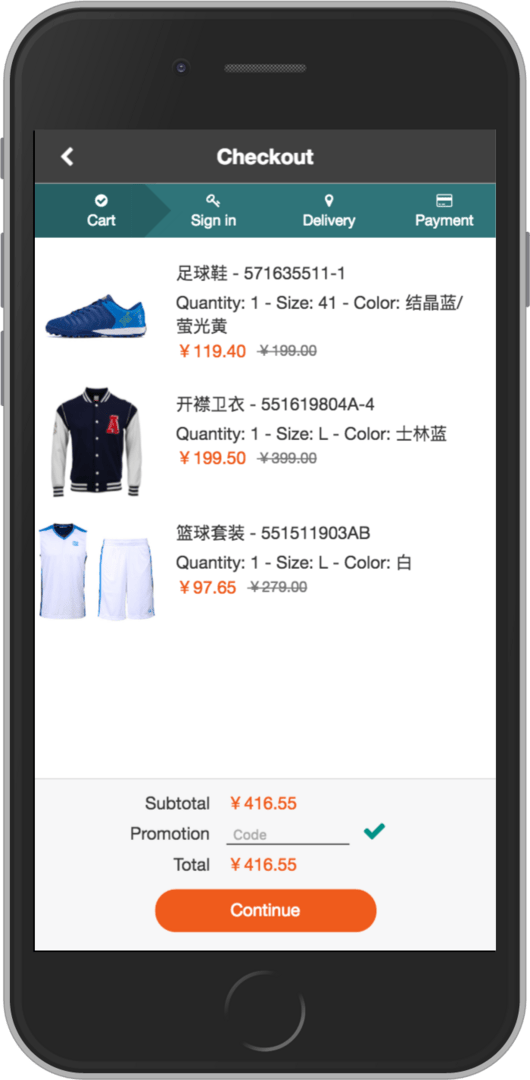 Checkout
Cart
Sign in
Delivery
Payment
足球鞋 - 571635511-1
Quantity: 1 - Size: 41 - Color: 结晶蓝/
萤光黄
￥119.40 ￥199.00
开襟卫衣 - 551619804A-4
Quantity: 1 - Size: L - Color: 士林蓝
￥199.50 ￥399.00
A
篮球套装 - 551511903AB
Quantity: 1 - Size: L - Color: 白
￥97.65 ￥279.00
Subtotal ￥416.55
Promotion Code
Total ￥416.55
Continue